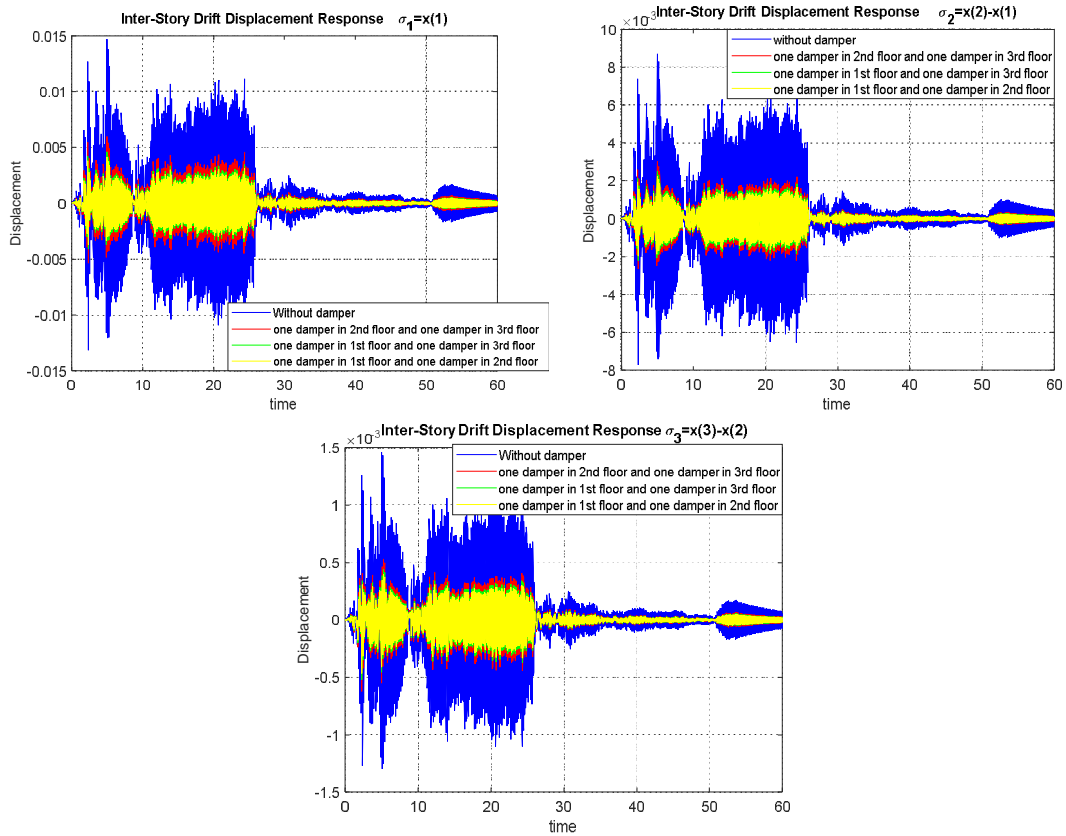 Inter-Story Drift Displacement Response σ1=x(1)
0.015
0.01
0.005
0
-0.005
-0.01
-0.015
Displacement
0 10 20 30 40 50 60
time
Without damper
one damper in 2nd floor and one damper in 3rd floor
one damper in 1st floor and one damper in 3rd floor
one damper in 1st floor and one damper in 2nd floor
Inter-Story Drift Displacement Response σ2=x(2)-x(1)
×10-3
10
8
6
4
2
0
-2
-4
-6
-8
Displacement
0 10 20 30 40 50 60
time
without damper
one damper in 2nd floor and one damper in 3rd floor
one damper in 1st floor and one damper in 3rd floor
one damper in 1st floor and one damper in 2nd floor
Inter-Story Drift Displacement Response σ3=x(3)-x(2)
×10-3
1.5
1
0.5
0
-0.5
-1
-1.5
Displacement
0 10 20 30 40 50 60
time
Without damper
one damper in 2nd floor and one damper in 3rd floor
one damper in 1st floor and one damper in 3rd floor
one damper in 1st floor and one damper in 2nd floor